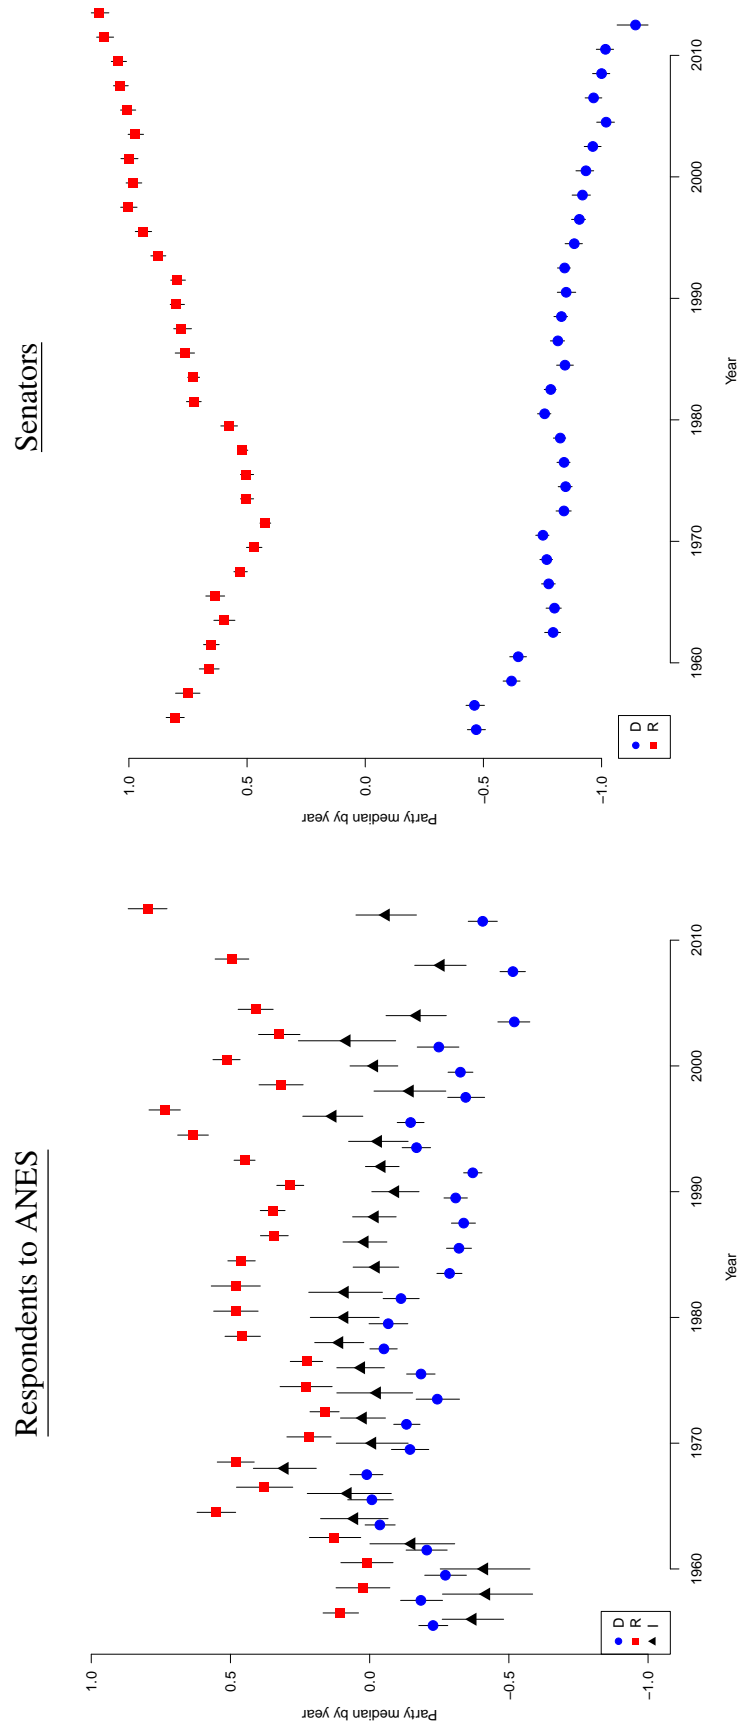 Respondents to ANES
Party median by year
1.0
0.5
0.0
−0.5
−1.0
D
R
I
1960
1970
1980
1990
2000
2010
Year
Senators
Party median by year
1.0
0.5
0.0
−0.5
−1.0
D
R
1960
1970
1980
1990
2000
2010
Year